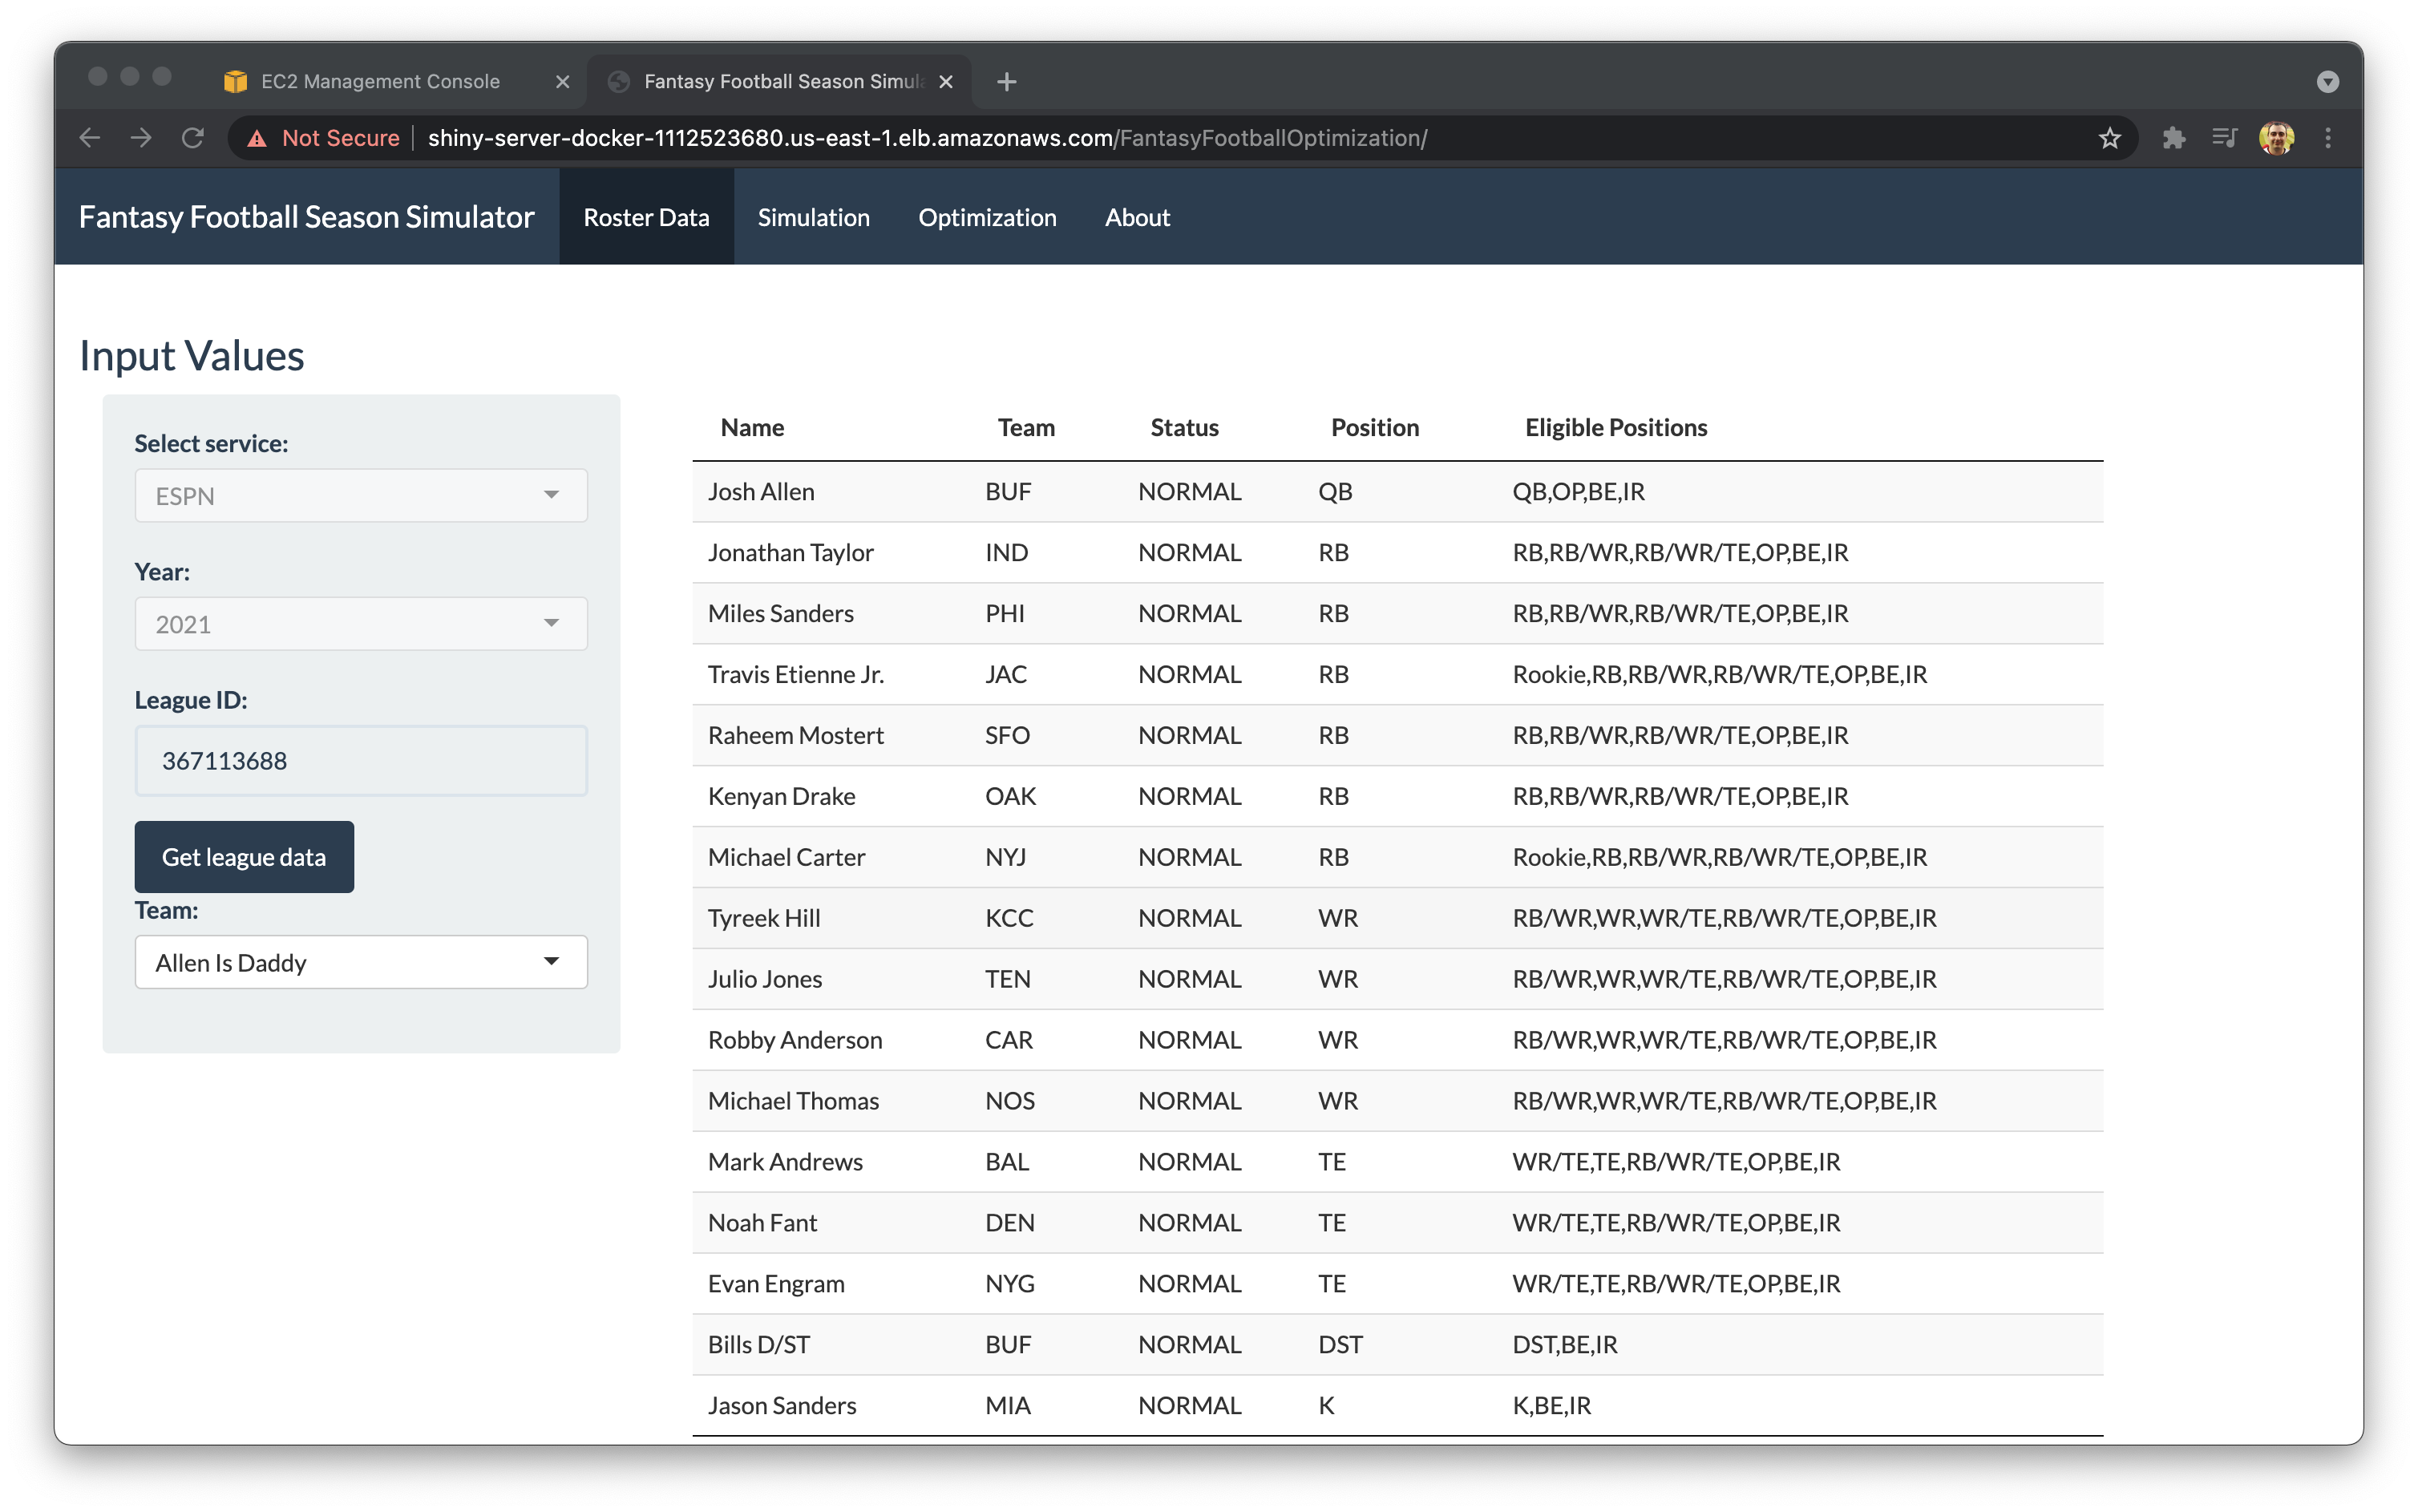 EC2 Management Console
Fantasy Football Season Simul
Not Secure shiny-server-docker-1112523680.us-east-1.elb.amazonaws.com/FantasyFootballOptimization/
Fantasy Football Season Simulator Roster Data Simulation Optimization About
Input Values
Select service:
ESPN
Year:
2021
League ID:
367113688
Get league data
Team:
Allen Is Daddy
Name Team Status Position Eligible Positions
Josh Allen BUF NORMAL QB QB,OP,BE,IR
Jonathan Taylor IND NORMAL RB RB,RB/WR,RB/WR/TE,OP,BE,IR
Miles Sanders PHI NORMAL RB RB,RB/WR,RB/WR/TE,OP,BE,IR
Travis Etienne Jr. JAC NORMAL RB Rookie,RB,RB/WR,RB/WR/TE,OP,BE,IR
Raheem Mostert SFO NORMAL RB RB,RB/WR,RB/WR/TE,OP,BE,IR
Kenyan Drake OAK NORMAL RB RB,RB/WR,RB/WR/TE,OP,BE,IR
Michael Carter NYJ NORMAL RB Rookie,RB,RB/WR,RB/WR/TE,OP,BE,IR
Tyreek Hill KCC NORMAL WR RB/WR,WR,WR/TE,RB/WR/TE,OP,BE,IR
Julio Jones TEN NORMAL WR RB/WR,WR,WR/TE,RB/WR/TE,OP,BE,IR
Robby Anderson CAR NORMAL WR RB/WR,WR,WR/TE,RB/WR/TE,OP,BE,IR
Michael Thomas NOS NORMAL WR RB/WR,WR,WR/TE,RB/WR/TE,OP,BE,IR
Mark Andrews BAL NORMAL TE WR/TE,TE,RB/WR/TE,OP,BE,IR
Noah Fant DEN NORMAL TE WR/TE,TE,RB/WR/TE,OP,BE,IR
Evan Engram NYG NORMAL TE WR/TE,TE,RB/WR/TE,OP,BE,IR
Bills D/ST BUF NORMAL DST DST,BE,IR
Jason Sanders MIA NORMAL K K,BE,IR